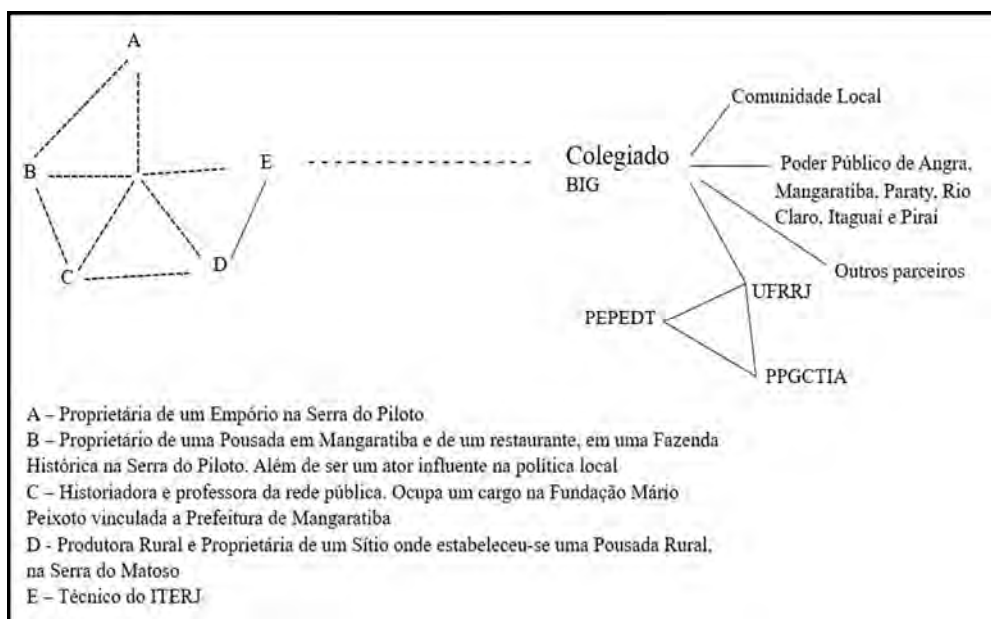 A
B
C
D
E
Colegiado
BIG
Comunidade Local
Poder Público de Angra,
Mangaratiba, Paraty, Rio
Claro, Itaguaí e Piraí
Outros parceiros
UFRRJ
PEPEDT
PPGCTIA
A – Proprietária de um Empório na Serra do Piloto
B – Proprietário de uma Pousada em Mangaratiba e de um restaurante, em uma Fazenda
Histórica na Serra do Piloto. Além de ser um ator influente na política local
C – Historiadora e professora da rede pública. Ocupa um cargo na Fundação Mário
Peixoto vinculada a Prefeitura de Mangaratiba
D - Produtora Rural e Proprietária de um Sítio onde estabeleceu-se uma Pousada Rural,
na Serra do Matoso
E – Técnico do ITERJ